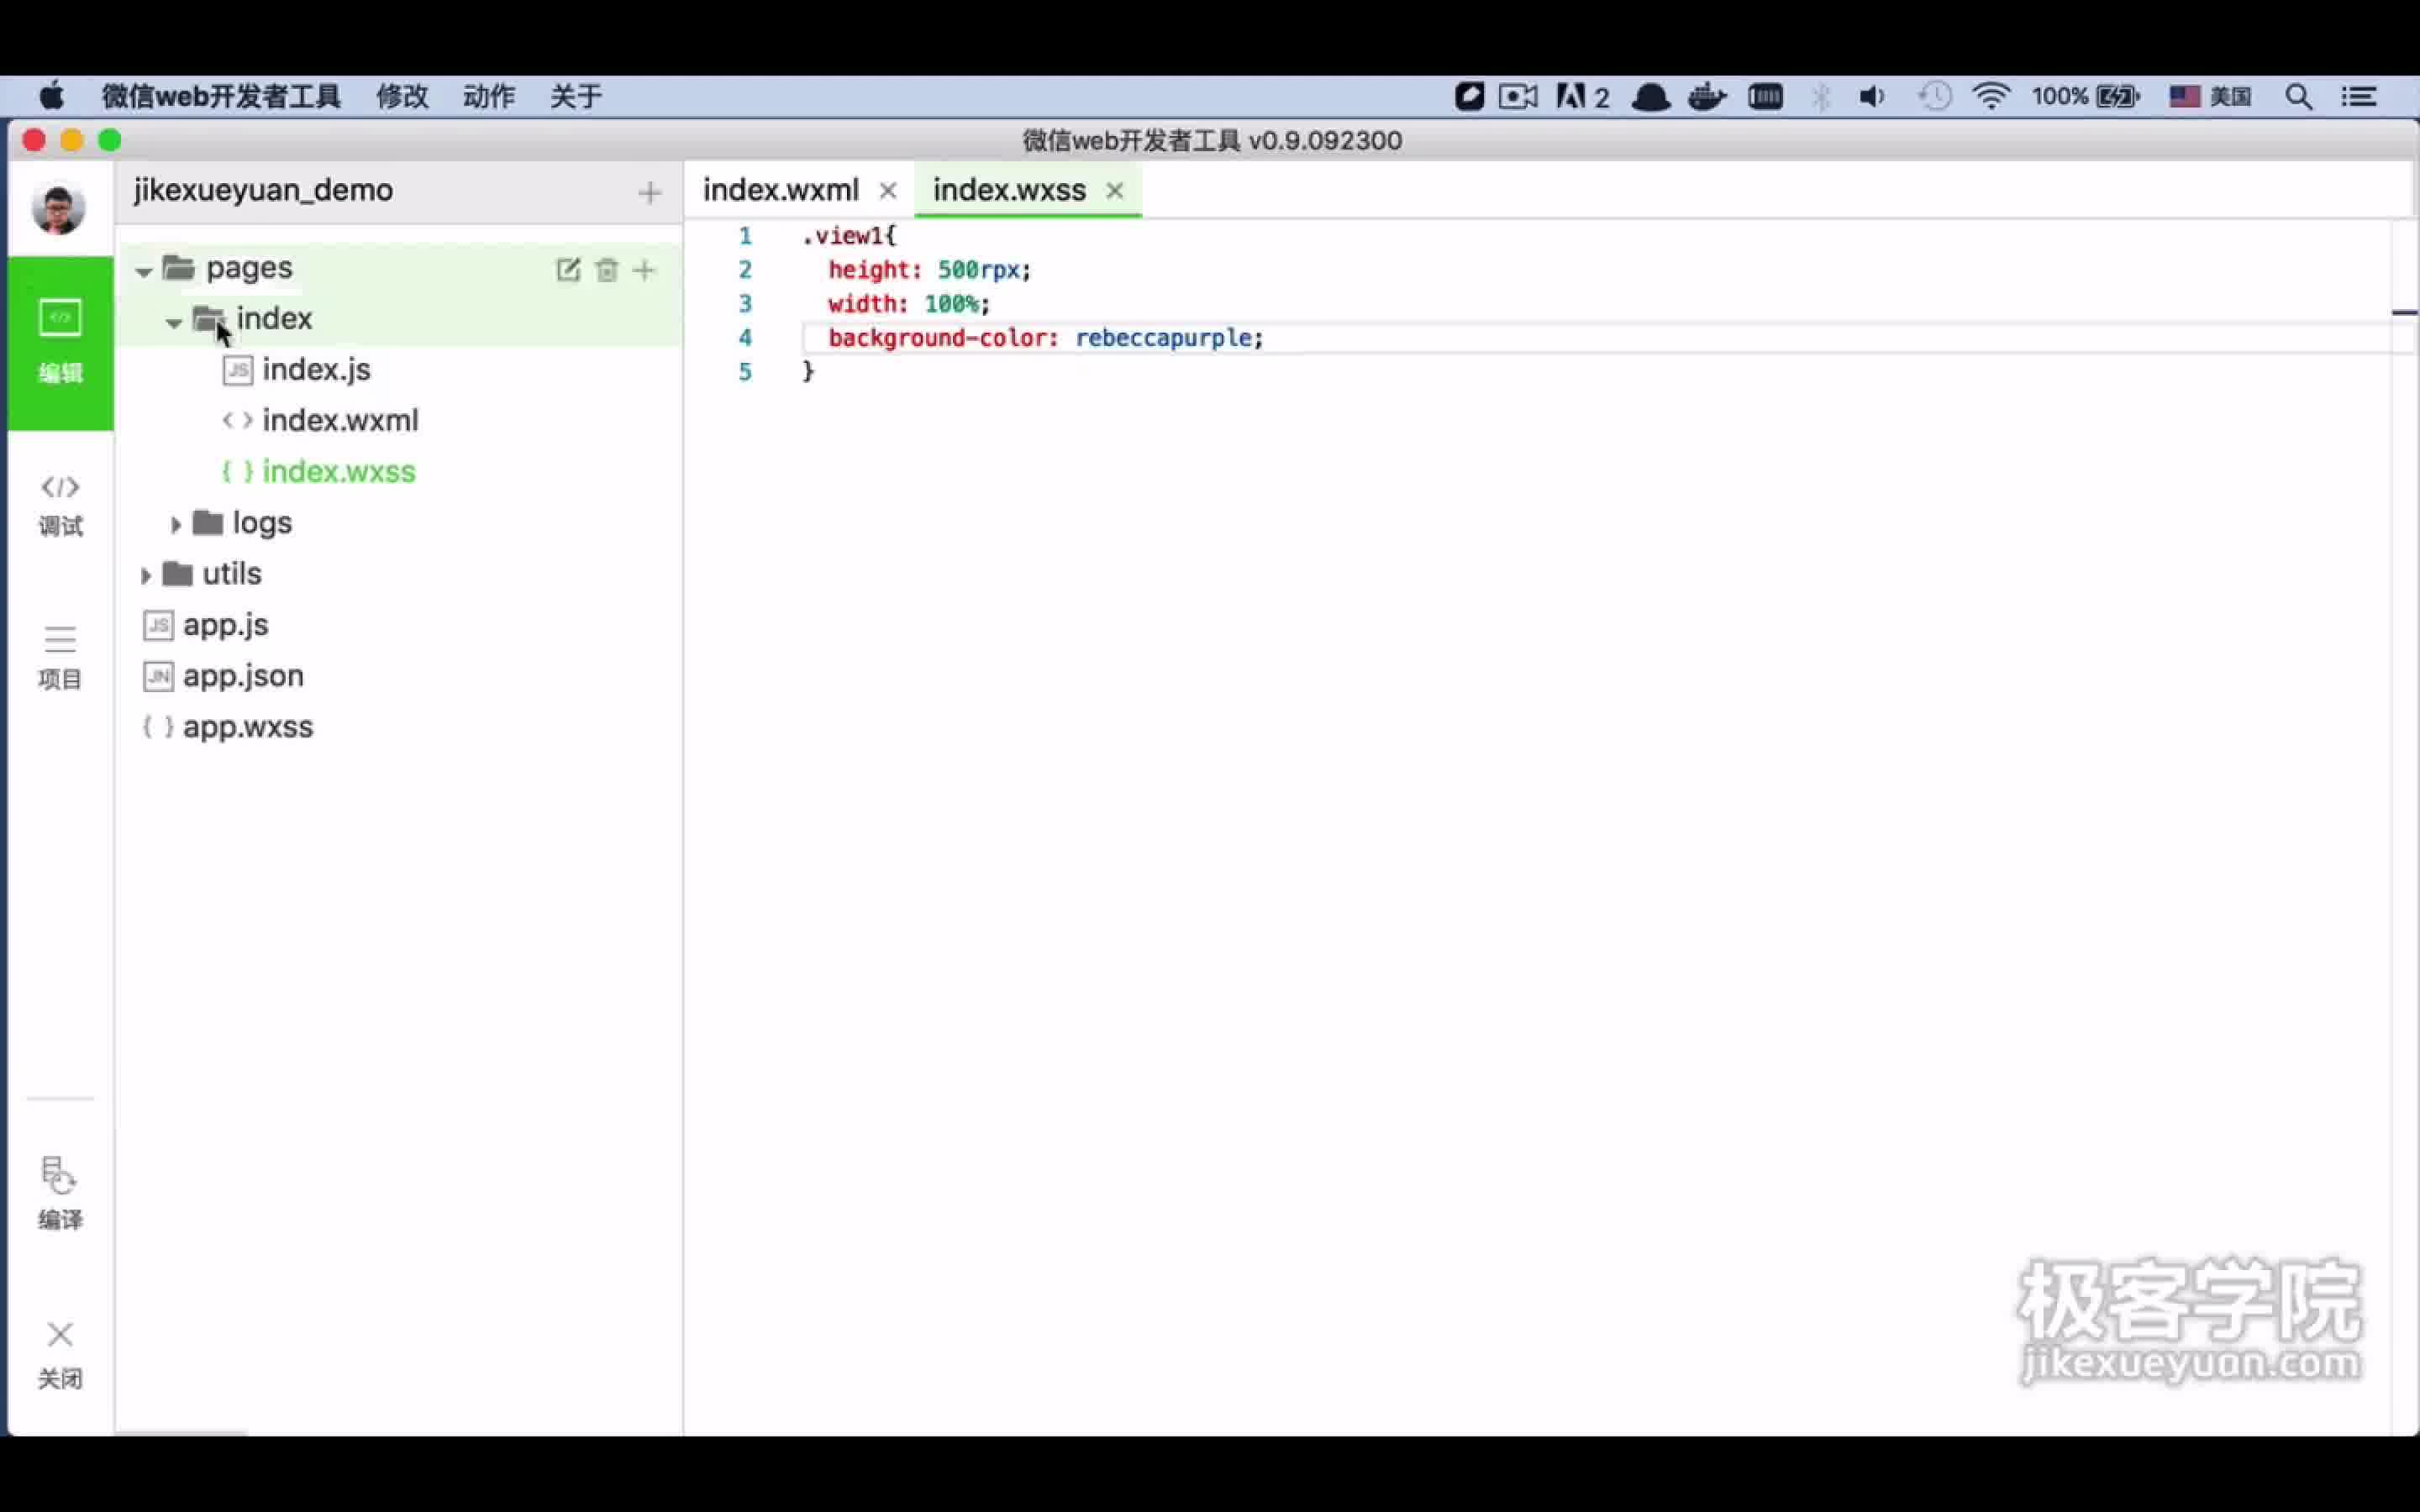 微信web开发者工具 修改 动作 关于 2 100% 美国
微信web开发者工具 v0.9.092300
jikexueyuan_demo
index.wxml
index.wxss
pages
index
JS index.js
index.wxml
index.wxss
logs
utils
JS app.js
JN app.json
app.wxss
编辑
调试
项目
编译
关闭
1 .view1{
2 height: 500rpx;
3 width: 100%;
4 background-color: rebeccapurple;
5 }
极客学院
jikexueyuan.com